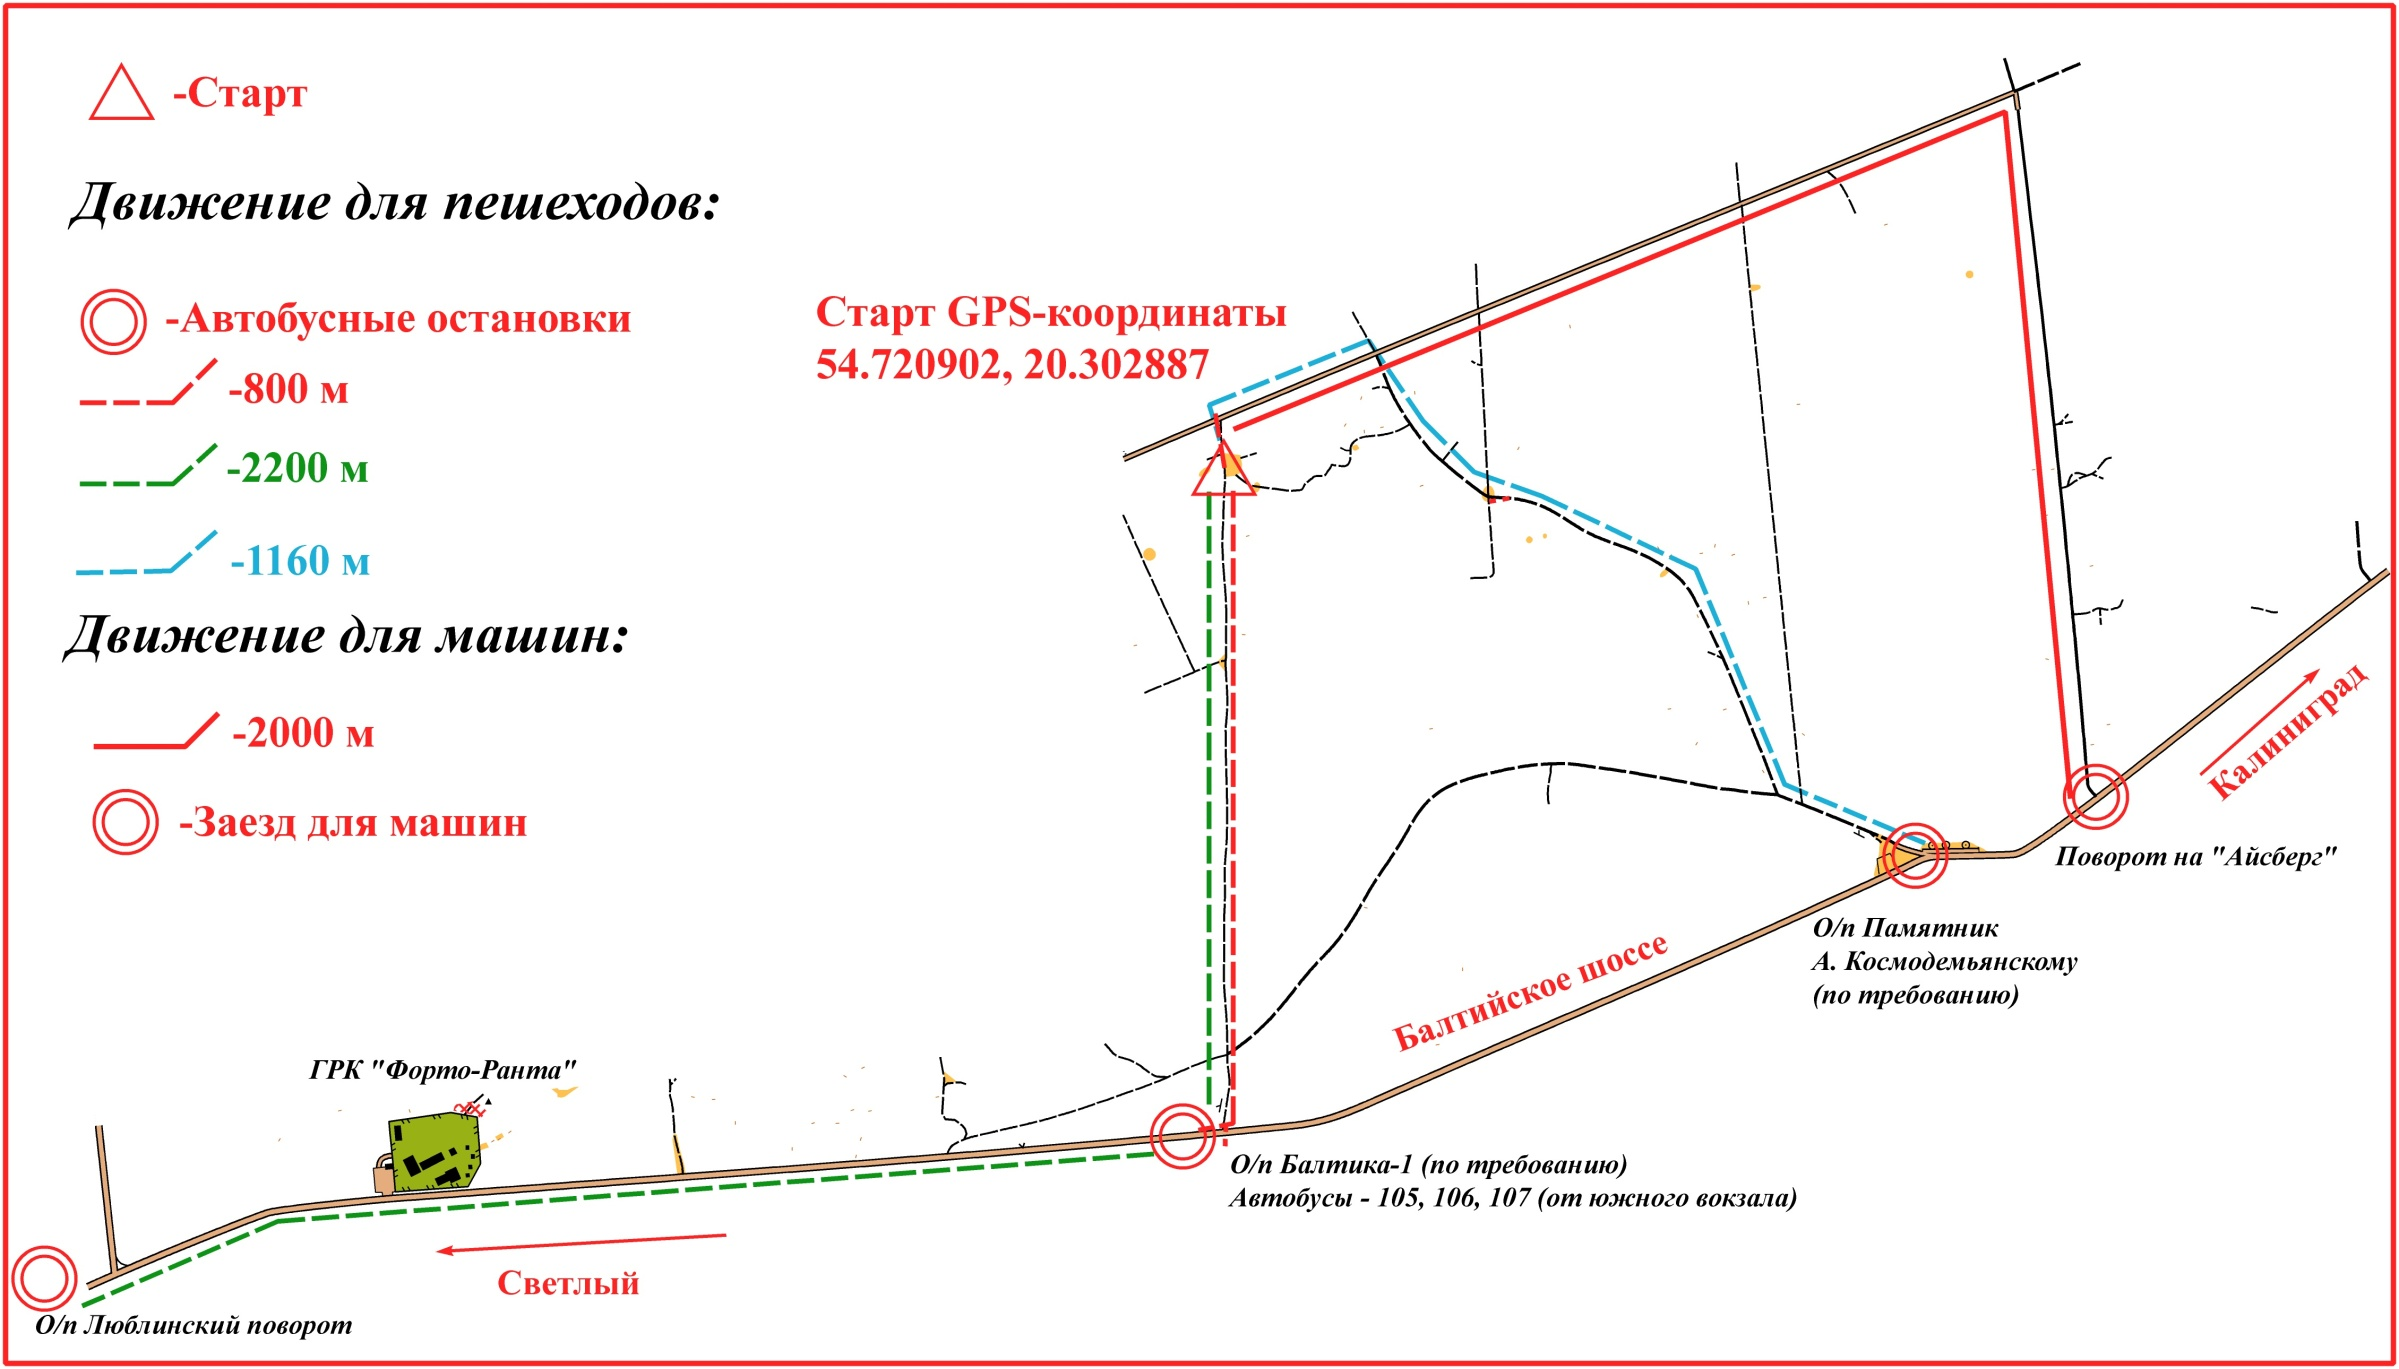 -Старт
Движение для пешеходов:
-Автобусные остановки
-800 м
-2200 м
-1160 м
Движение для машин:
-2000 м
-Заезд для машин
Старт GPS-координаты
54.720902, 20.302887
Калининград
Поворот на "Айсберг"
О/п Памятник
А. Космодемьянскому
(по требованию)
Балтийское шоссе
ГРК "Форто-Ранта"
О/п Балтика-1 (по требованию)
Автобусы - 105, 106, 107 (от южного вокзала)
Светлый
О/п Люблинский поворот